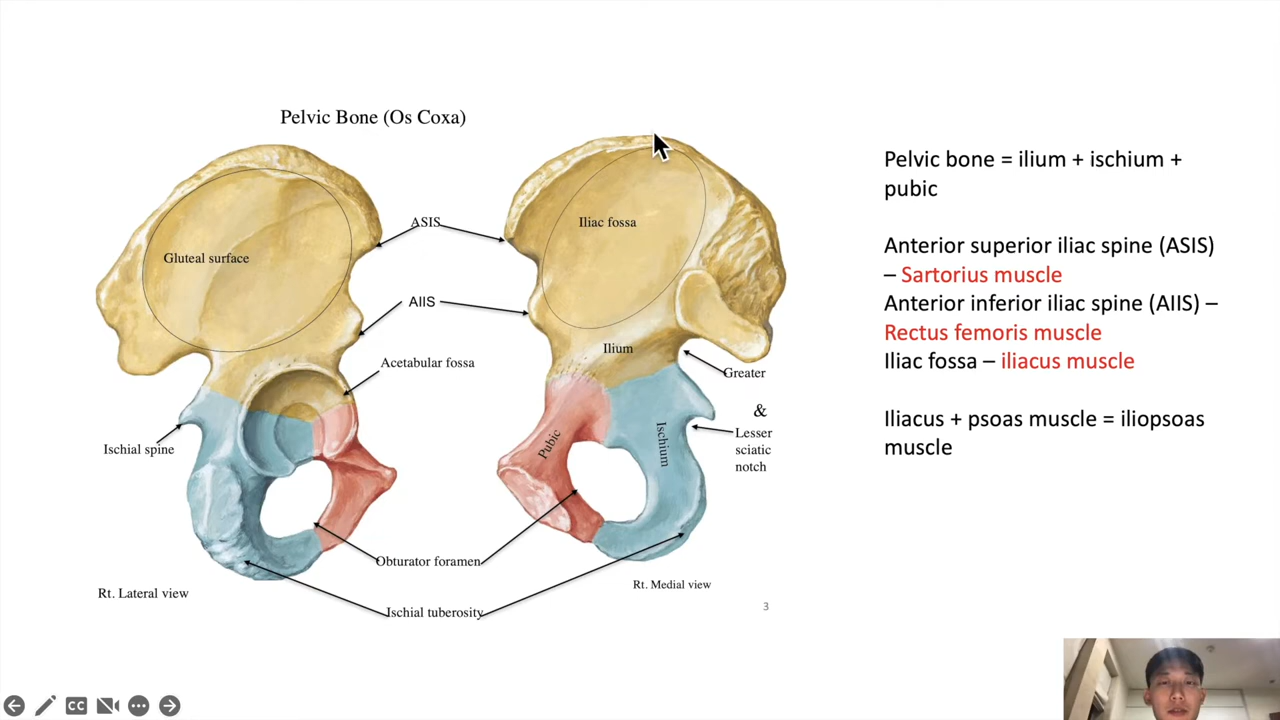 Pelvic Bone (Os Coxa)
ASIS
Gluteal surface
AIIS
Acetabular fossa
Ischial spine
Obturator foramen
Ischial tuberosity
Rt. Lateral view
Iliac fossa
Ilium
Greater
&
Lesser
sciatic
notch
Pubic
Ischium
Rt. Medial view
3
Pelvic bone = ilium + ischium +
pubic
Anterior superior iliac spine (ASIS)
– Sartorius muscle
Anterior inferior iliac spine (AIIS) –
Rectus femoris muscle
Iliac fossa – iliacus muscle
Iliacus + psoas muscle = iliopsoas
muscle
CC